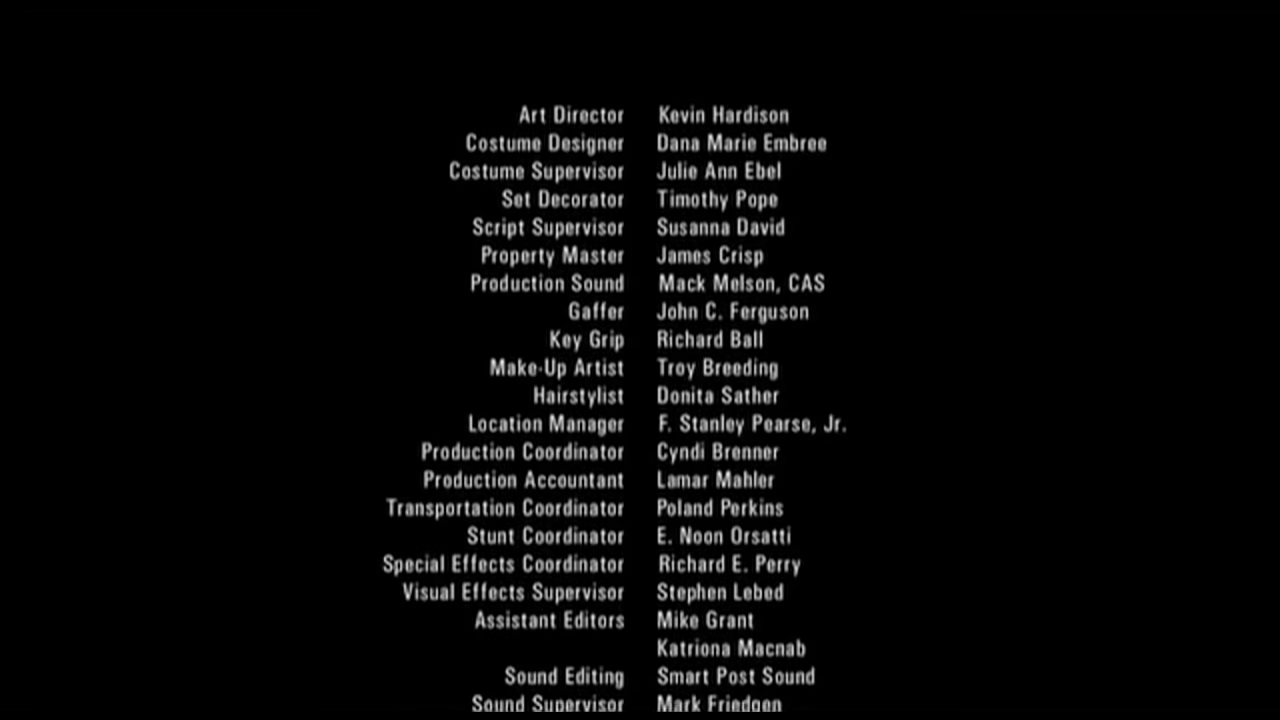 Art Director Kevin Hardison
Costume Designer Dana Marie Embree
Costume Supervisor Julie Ann Ebel
Set Decorator Timothy Pope
Script Supervisor Susanna David
Property Master James Crisp
Production Sound Mack Melson, CAS
Gaffer John C. Ferguson
Key Grip Richard Ball
Make-Up Artist Troy Breeding
Hairstylist Donita Sather
Location Manager F. Stanley Pearse, Jr.
Production Coordinator Cyndi Brenner
Production Accountant Lamar Mahler
Transportation Coordinator Poland Perkins
Stunt Coordinator E. Noon Orsatti
Special Effects Coordinator Richard E. Perry
Visual Effects Supervisor Stephen Lebed
Assistant Editors Mike Grant
Katriona Macnab
Sound Editing Smart Post Sound
Sound Supervisor Mark Friedgen